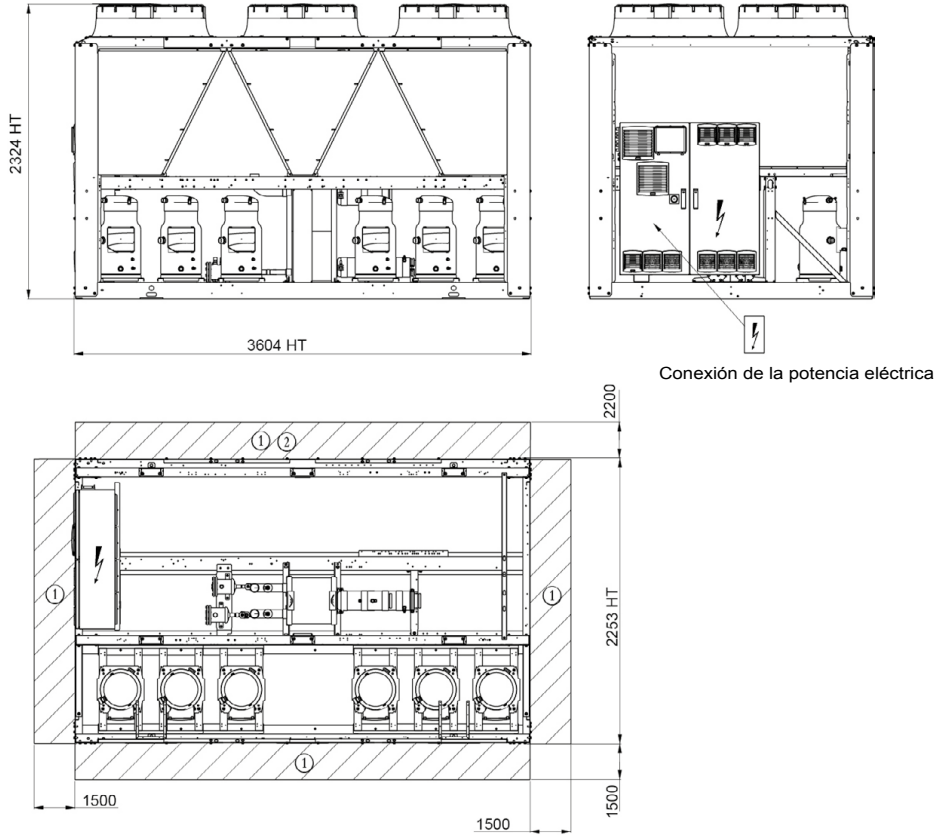 2324 HT
3604 HT
Conexión de la potencia eléctrica
2200
1 2
1
1
2253 HT
1
1500
1500
1500